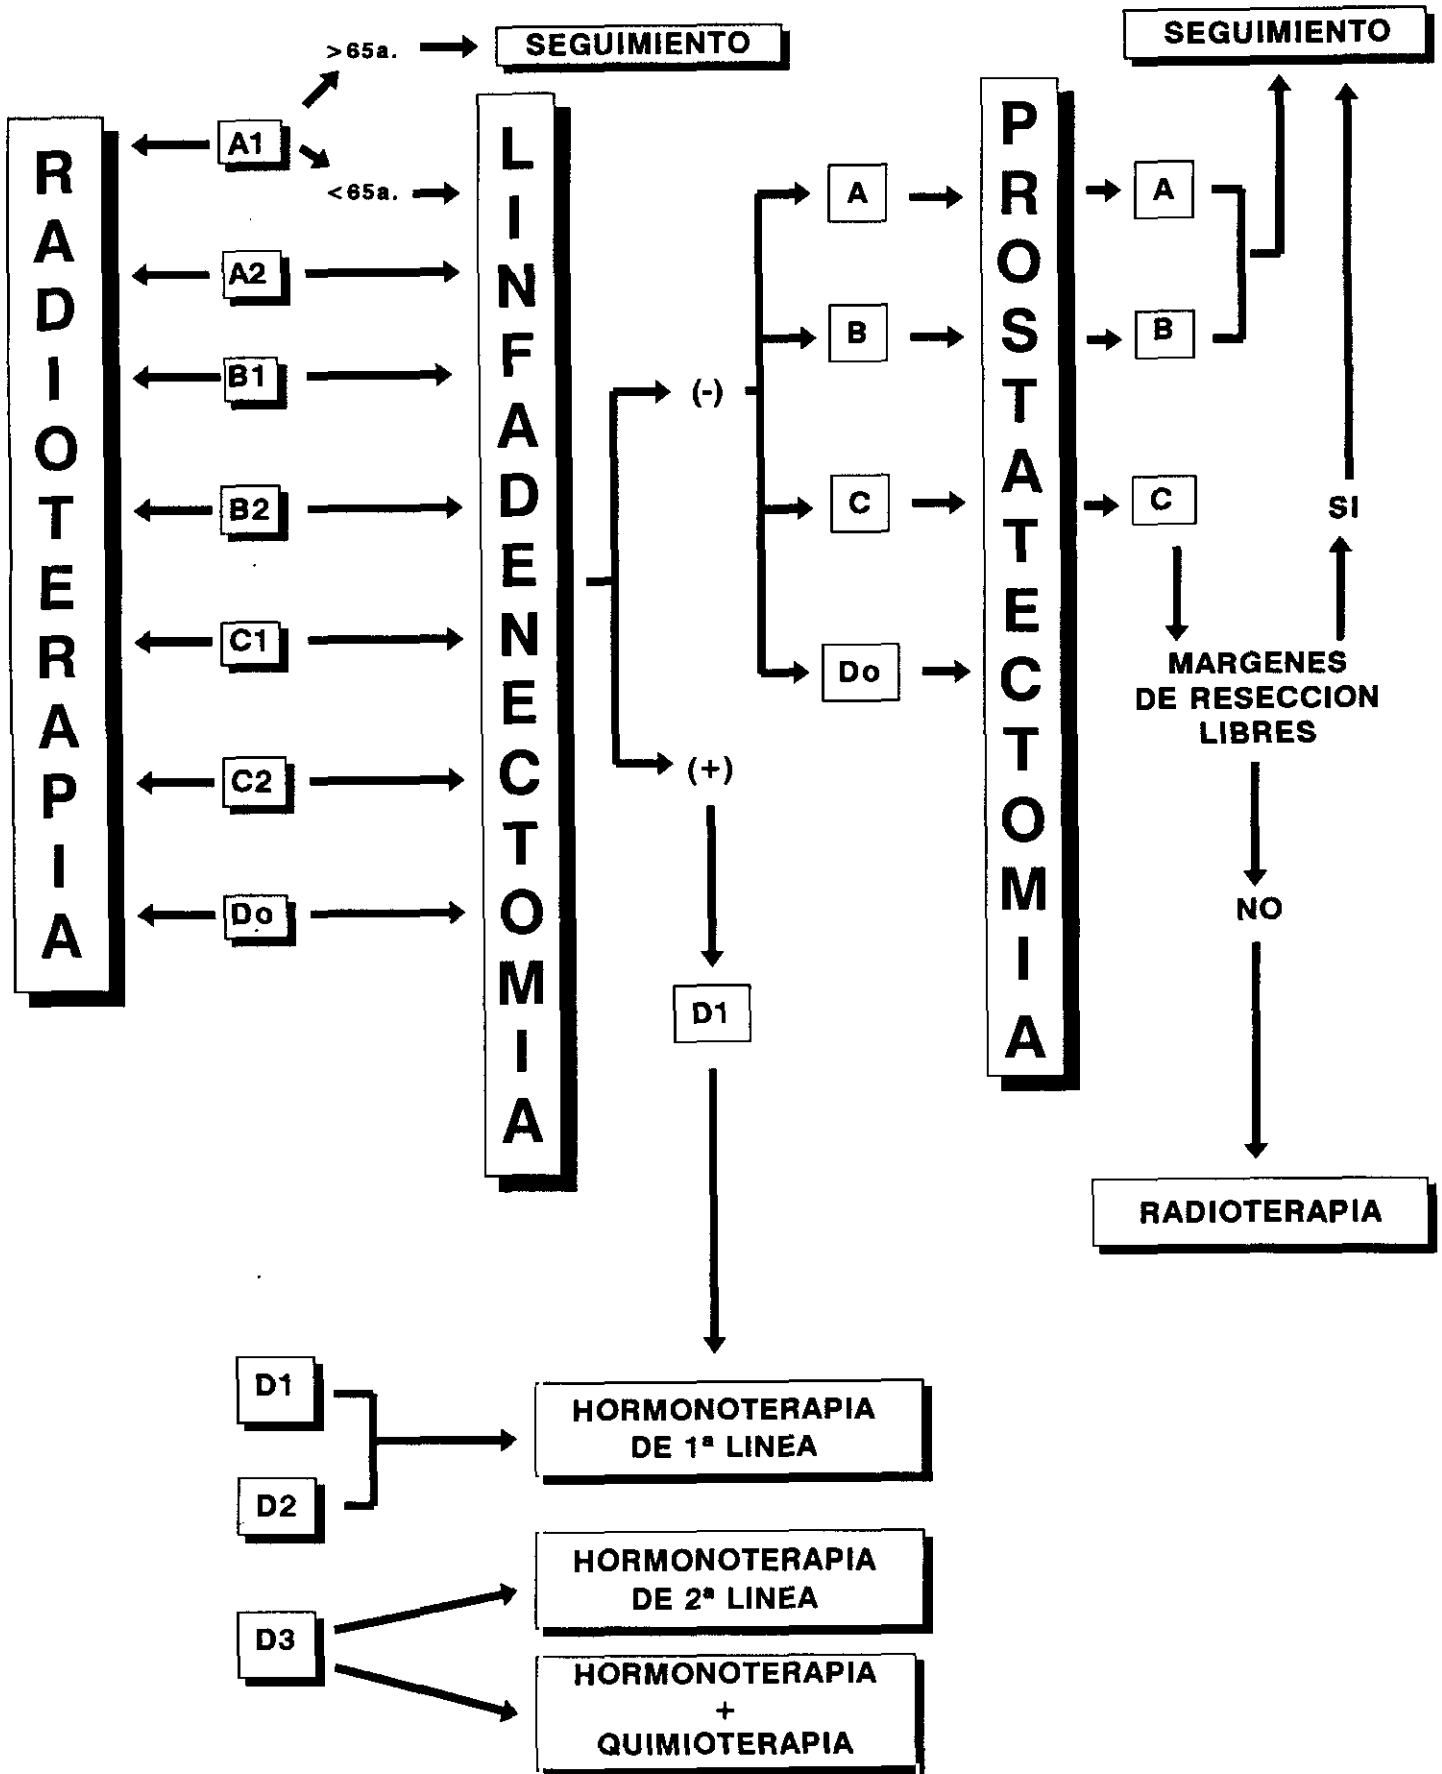 >65a.
SEGUIMIENTO
SEGUIMIENTO
RADIOTERAPIA
A1
<65a.
A2
B1
B2
C1
C2
Do
LINFADENECTOMIA
(-)
(+)
A
B
C
Do
PROSTATECTOMIA
A
B
C
SI
MARGENES
DE RESECCION
LIBRES
NO
RADIOTERAPIA
D1
D1
D2
HORMONOTERAPIA
DE 1ª LINEA
D3
HORMONOTERAPIA
DE 2ª LINEA
HORMONOTERAPIA
+
QUIMIOTERAPIA